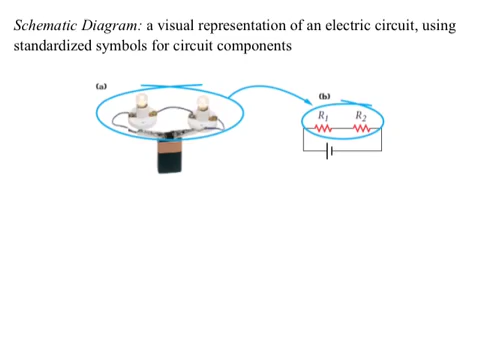 Schematic Diagram: a visual representation of an electric circuit, using
standardized symbols for circuit components
(a)
(b)
R1 R2